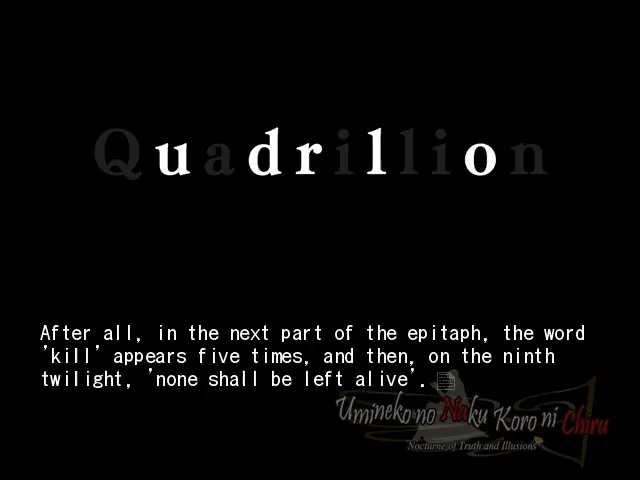 Quadrillion
After all, in the next part of the epitaph, the word
'kill' appears five times, and then, on the ninth
twilight, 'none shall be left alive'.
Umineko no Naku Koro ni Chiru
Nocturne of Truth and Illusions